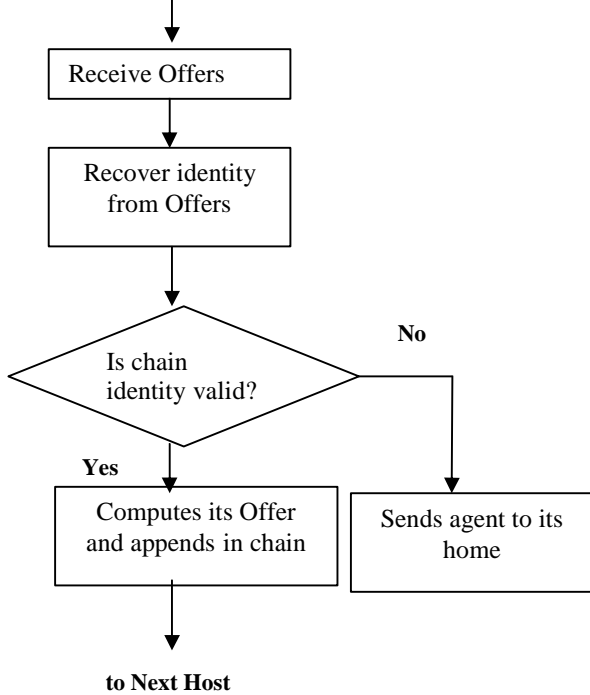 Receive Offers
Recover identity
from Offers
No
Is chain
identity valid?
Yes
Computes its Offer
and appends in chain
Sends agent to its
home
to Next Host